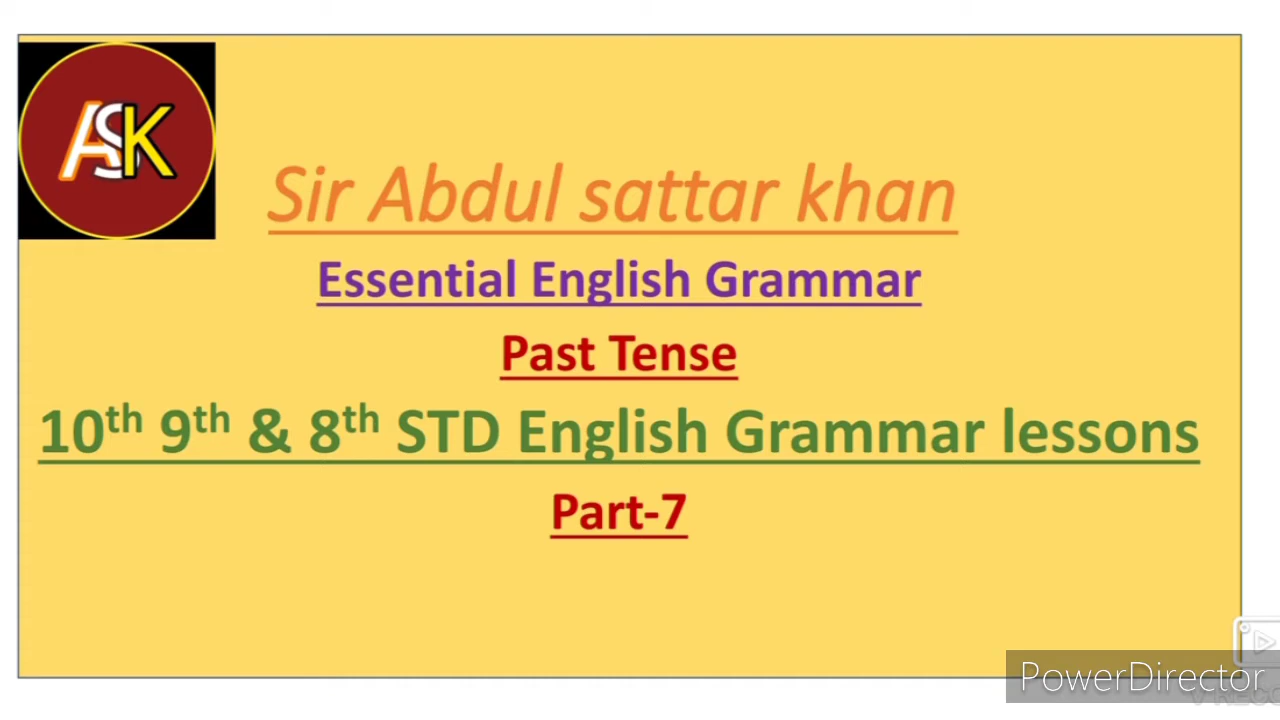 ASK
Sir Abdul sattar khan
Essential English Grammar
Past Tense
10th 9th & 8th STD English Grammar lessons
Part-7
PowerDirector